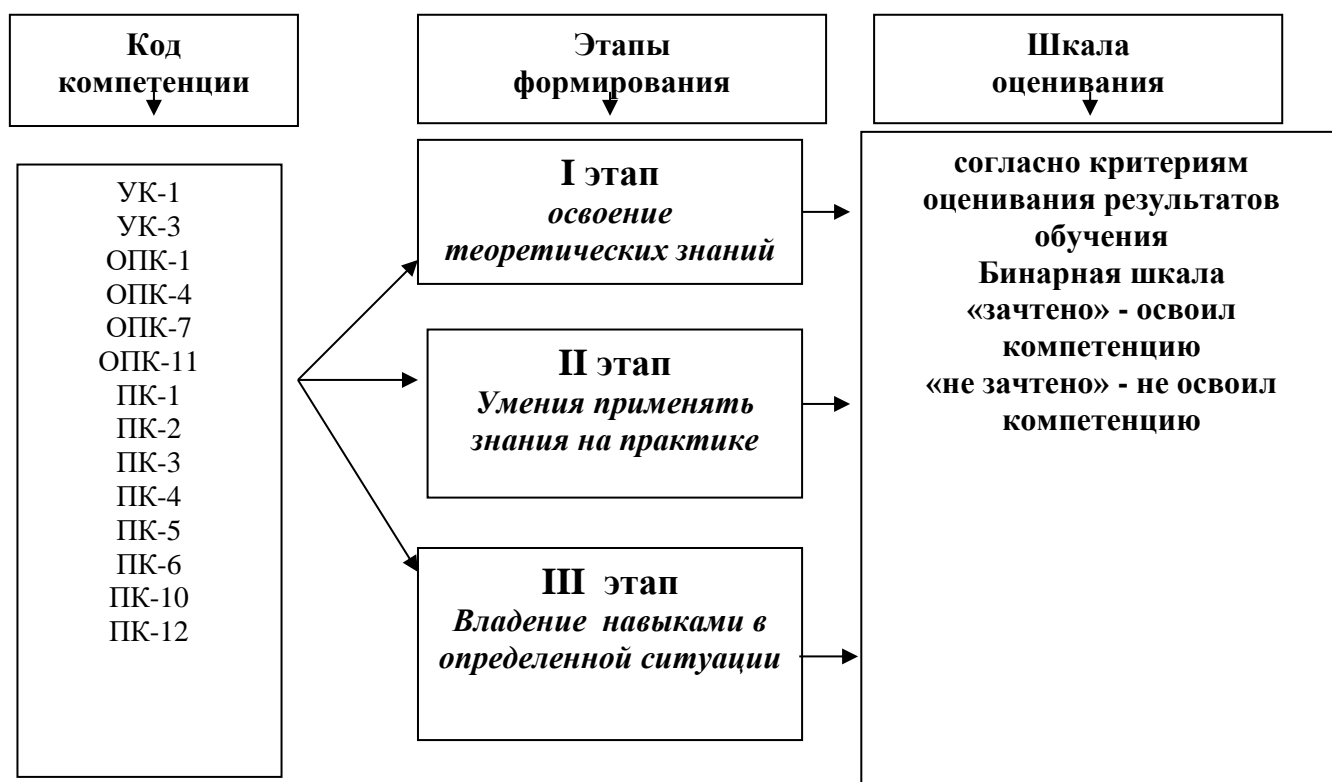 Код
компетенции
Этапы
формирования
Шкала
оценивания
УК-1
УК-3
ОПК-1
ОПК-4
ОПК-7
ОПК-11
ПК-1
ПК-2
ПК-3
ПК-4
ПК-5
ПК-6
ПК-10
ПК-12
I этап
освоение
теоретических знаний
II этап
Умения применять
знания на практике
III этап
Владение навыками в
определенной ситуации
согласно критериям
оценивания результатов
обучения
Бинарная шкала
«зачтено» - освоил
компетенцию
«не зачтено» - не освоил
компетенцию